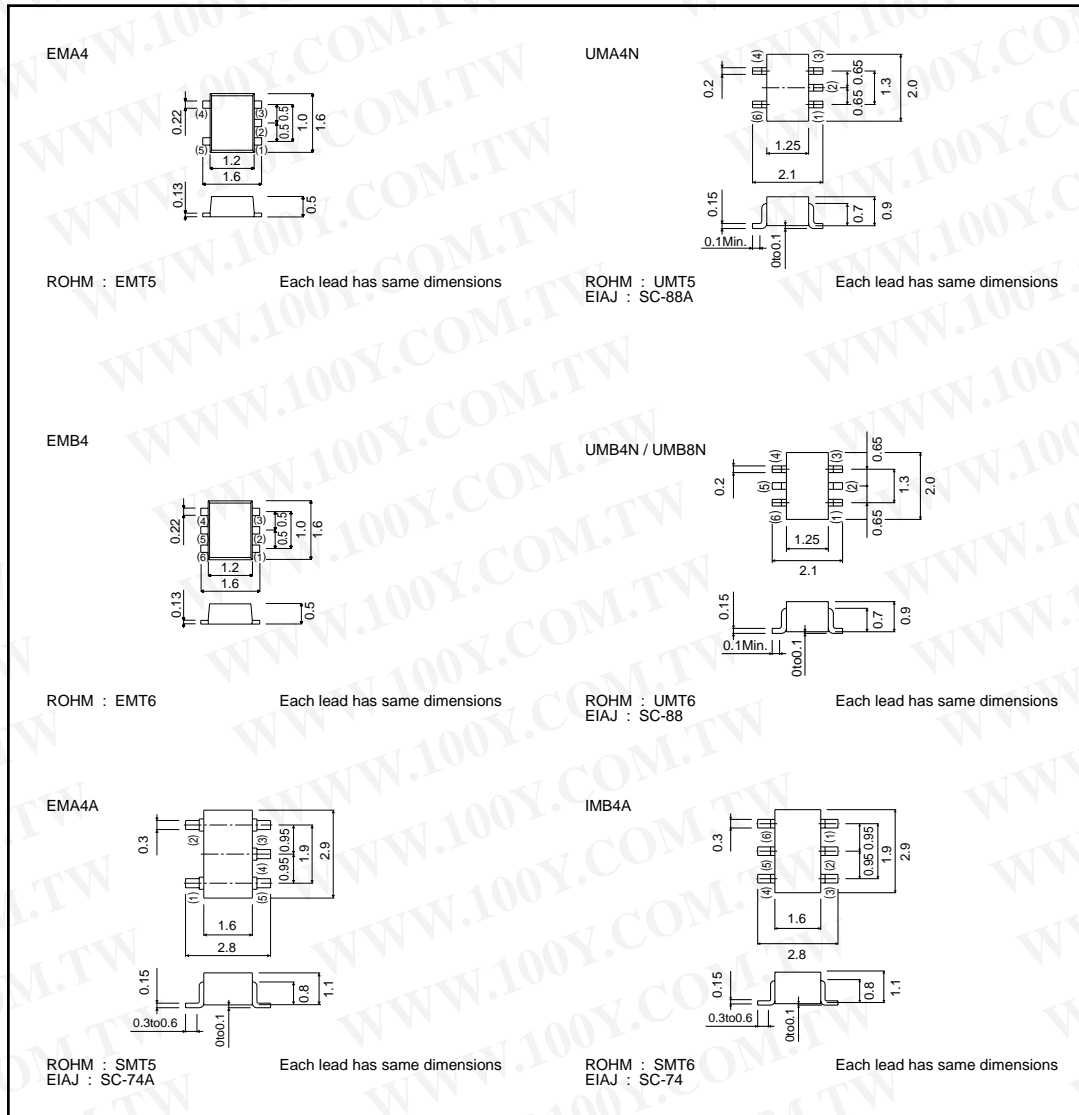 EMA4
0.22
(4)
(3)
(2)
(5)
(1)
0.5 0.5
1.0
1.6
1.2
1.6
0.13
0.5
ROHM : EMT5
Each lead has same dimensions
UMA4N
0.2
(4)
(3)
(2)
(6)
(1)
0.65 0.65
1.3
2.0
1.25
2.1
0.15
0.1Min.
0to0.1
0.7
0.9
ROHM : UMT5
EIAJ : SC-88A
Each lead has same dimensions
EMB4
0.22
(4)
(3)
(5)
(2)
(6)
(1)
0.5 0.5
1.0
1.6
1.2
1.6
0.13
0.5
ROHM : EMT6
Each lead has same dimensions
UMB4N / UMB8N
0.2
(4)
(3)
(5)
(2)
(6)
(1)
0.65
0.65
1.3
2.0
1.25
2.1
0.15
0.1Min.
0to0.1
0.7
0.9
ROHM : UMT6
EIAJ : SC-88
Each lead has same dimensions
EMA4A
0.3
(2)
(3)
(4)
(1)
(5)
0.95 0.95
1.9
2.9
1.6
2.8
0.15
0.3to0.6
0to0.1
0.8
1.1
ROHM : SMT5
EIAJ : SC-74A
Each lead has same dimensions
IMB4A
0.3
(6)
(1)
(5)
(2)
(4)
(3)
0.95 0.95
1.9
2.9
1.6
2.8
0.15
0.3to0.6
0to0.1
0.8
1.1
ROHM : SMT6
EIAJ : SC-74
Each lead has same dimensions
WWW.100Y.COM.TW